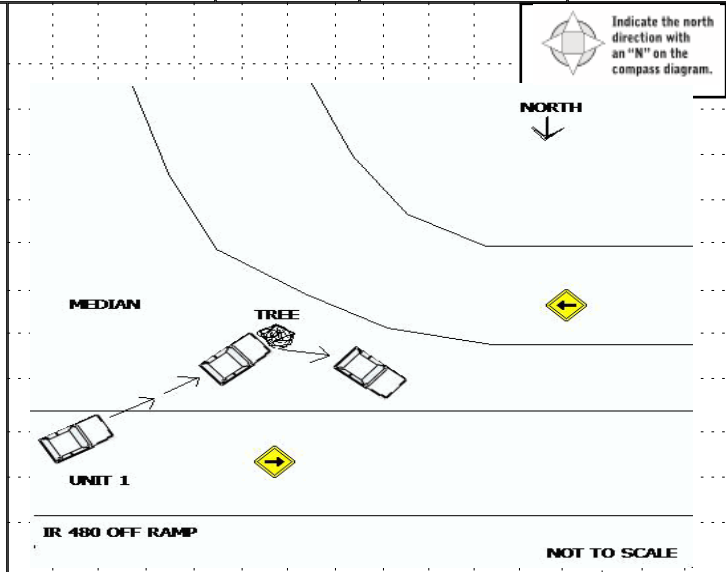 Indicate the north
direction with
an "N" on the
compass diagram.
NORTH
MEDIAN
TREE
UNIT 1
IR 480 OFF RAMP
NOT TO SCALE